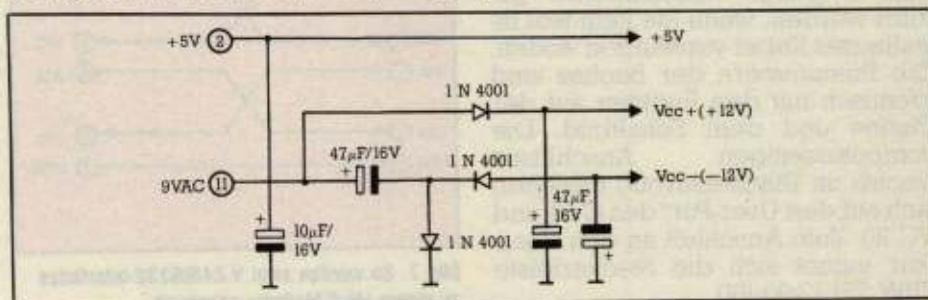 +5V 2 +5V
1 N 4001
Vcc+(+12V)
47µF/16V 1 N 4001
9VAC 11 Vcc–(–12V)
+ 47µF/
16V
+ 10µF/
16V
1 N 4001 + +